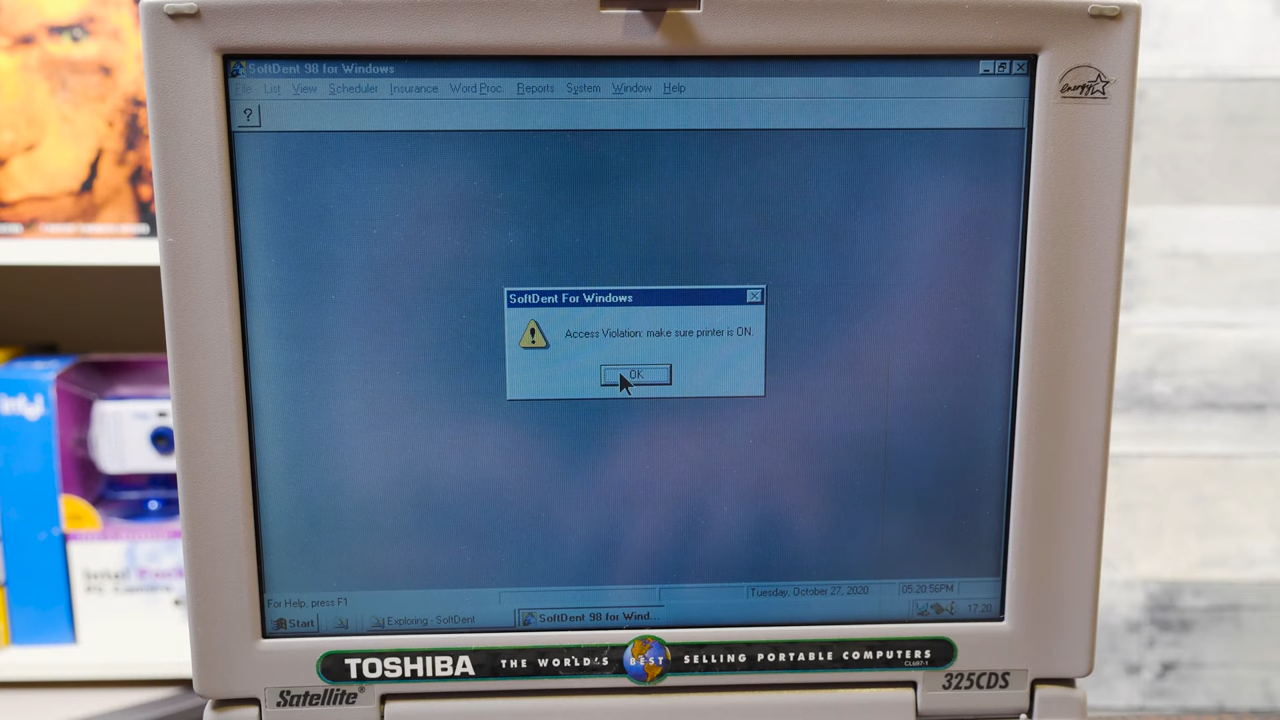 SoftDent 98 for Windows
File List View Scheduler Insurance Word Proc. Reports System Window Help
?
energy
SoftDent For Windows
Access Violation: make sure printer is ON.
OK
intel
Tuesday, October 27, 2020 05:20:56PM
For Help, press F1
Start Exploring - SoftDent SoftDent 98 for Wind... 17:20
TOSHIBA THE WORLD'S BEST SELLING PORTABLE COMPUTERS
CL697-1
Satellite® 325CDS